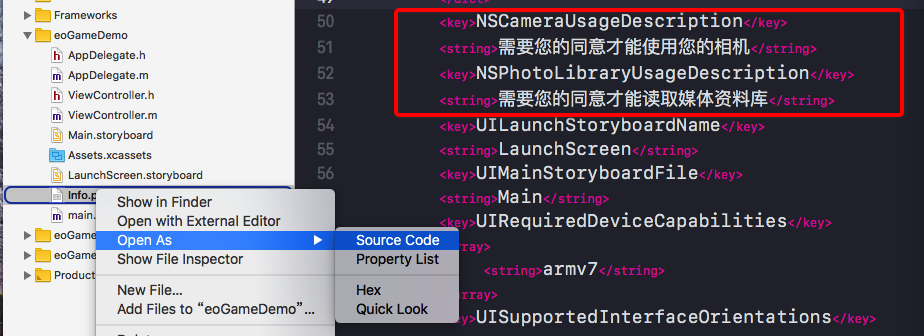 Frameworks
eoGameDemo
AppDelegate.h
AppDelegate.m
ViewController.h
ViewController.m
Main.storyboard
Assets.xcassets
LaunchScreen.storyboard
Info.p
main.
eoGame
eoGame
Product
Show in Finder
Open with External Editor
Open As
Show File Inspector
New File...
Add Files to “eoGameDemo”...
Source Code
Property List
Hex
Quick Look
50 <key>NSCameraUsageDescription</key>
51 <string>需要您的同意才能使用您的相机</string>
52 <key>NSPhotoLibraryUsageDescription</key>
53 <string>需要您的同意才能读取媒体资料库</string>
54 <key>UILaunchStoryboardName</key>
55 <string>LaunchScreen</string>
56 <key>UIMainStoryboardFile</key>
<string>Main</string>
<key>UIRequiredDeviceCapabilities</key>
array>
<string>armv7</string>
array>
key>UISupportedInterfaceOrientations</key>